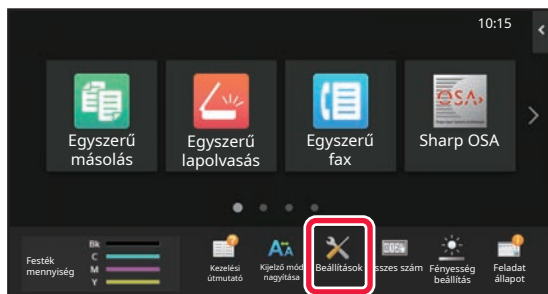 10:15
Egyszerű
másolás
Egyszerű
lapolvasás
Egyszerű
fax
OSA
Sharp OSA
Festék
mennyiség
Bk
C
M
Y
Kezelési
útmutató
Kijelző mód
nagyítása
Beállítások
sszes szám
Fényesség
beállítás
Feladat
állapot